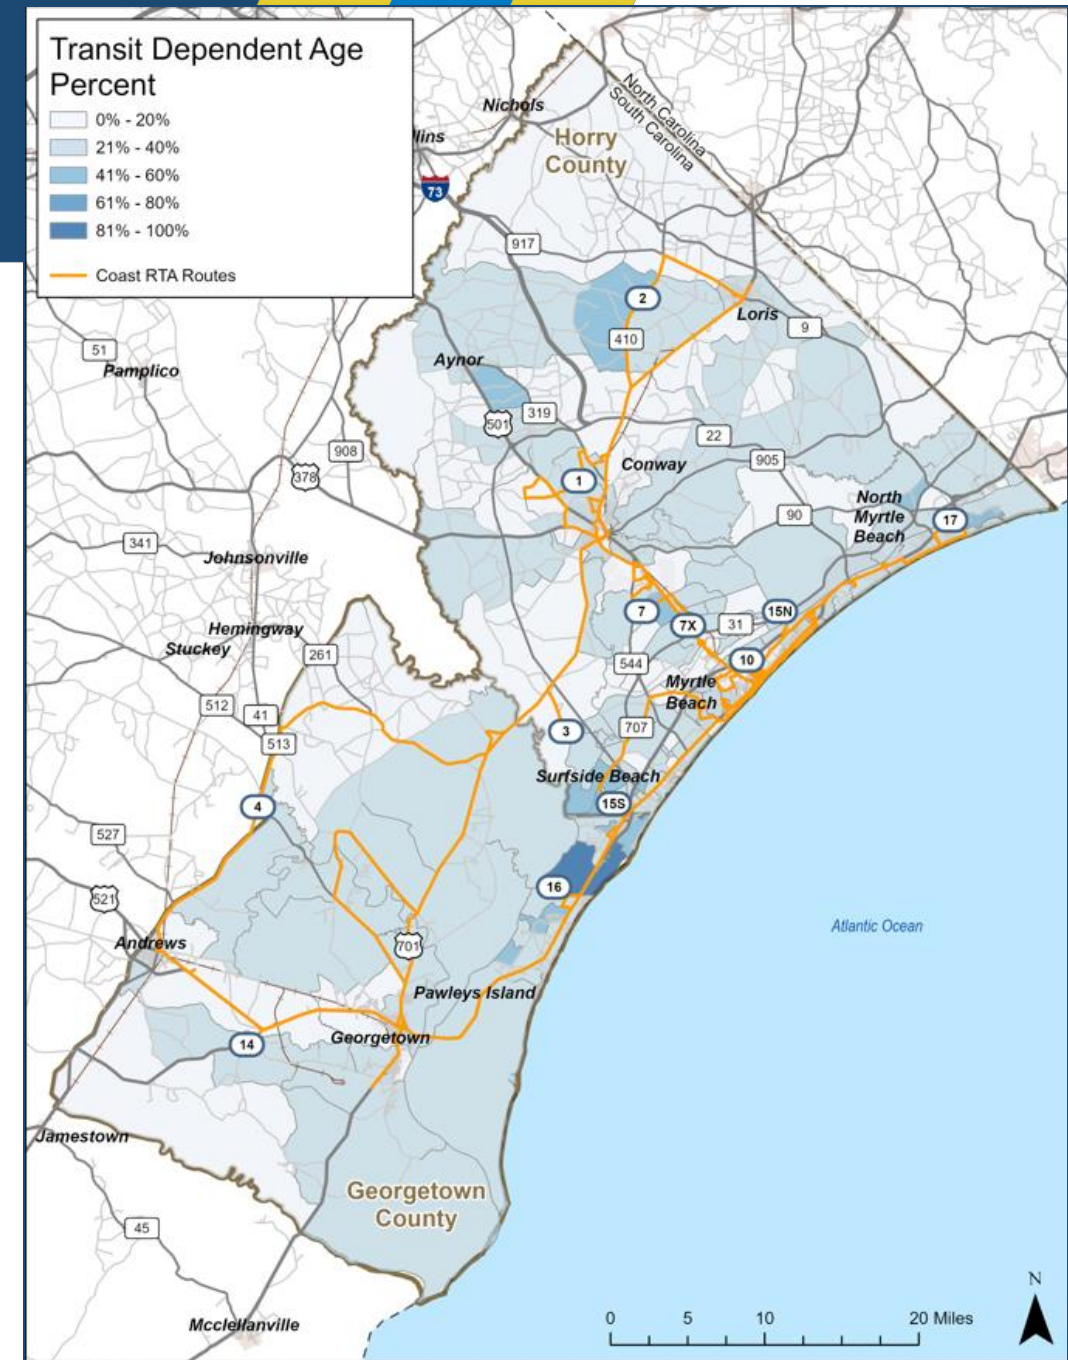 Transit Dependent Age
Percent
0% - 20%
21% - 40%
41% - 60%
61% - 80%
81% - 100%
Coast RTA Routes
Nichols
llins
North Carolina
South Carolina
Horry
County
73
917
2
Loris
9
410
51
Pamplico
Aynor
319
501
22
908
378
Conway
905
1
North
Myrtle
Beach
90
17
341
Johnsonville
7
15N
7X
31
Hemingway
Stuckey
261
544
10
Myrtle
Beach
512
41
513
3
707
Surfside Beach
4
15S
527
521
16
Andrews
701
Atlantic Ocean
Pawleys Island
Georgetown
14
Jamestown
Georgetown
County
45
Mcclellanville
N
0 5 10 20 Miles